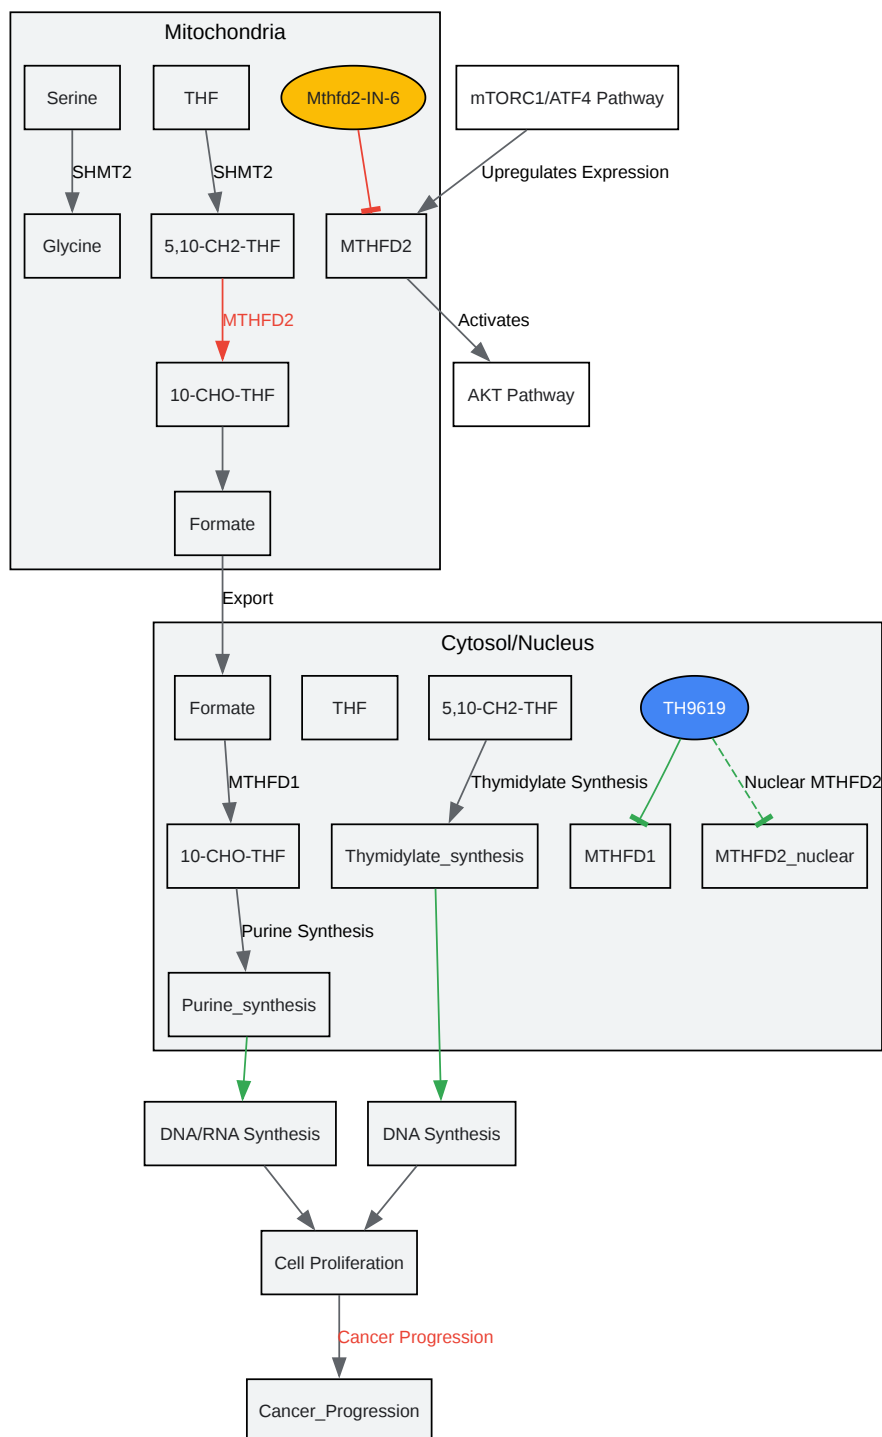 Mitochondria
Serine
THF
Mthfd2-IN-6
mTORC1/ATF4 Pathway
SHMT2
SHMT2
Upregulates Expression
Glycine
5,10-CH2-THF
MTHFD2
MTHFD2
Activates
10-CHO-THF
AKT Pathway
Formate
Export
Cytosol/Nucleus
Formate
THF
5,10-CH2-THF
TH9619
MTHFD1
Thymidylate Synthesis
Nuclear MTHFD2
10-CHO-THF
Thymidylate_synthesis
MTHFD1
MTHFD2_nuclear
Purine Synthesis
Purine_synthesis
DNA/RNA Synthesis
DNA Synthesis
Cell Proliferation
Cancer Progression
Cancer_Progression